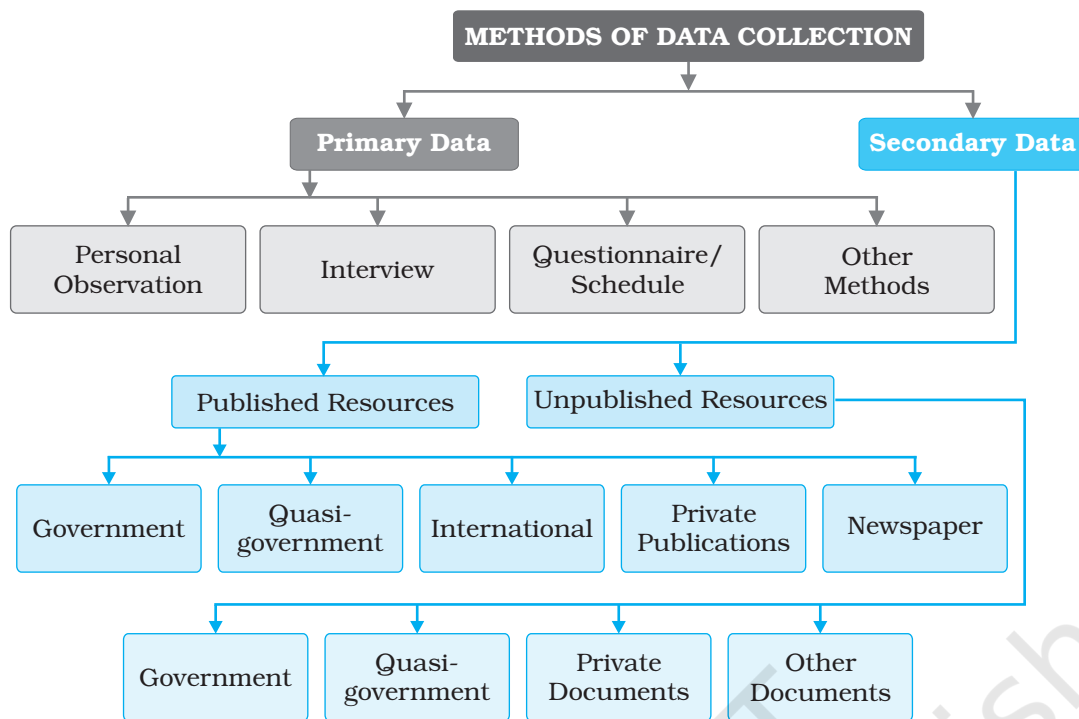 METHODS OF DATA COLLECTION
Primary Data
Secondary Data
Personal
Observation
Interview
Questionnaire/
Schedule
Other
Methods
Published Resources
Unpublished Resources
Government
Quasi-
government
International
Private
Publications
Newspaper
Government
Quasi-
government
Private
Documents
Other
Documents